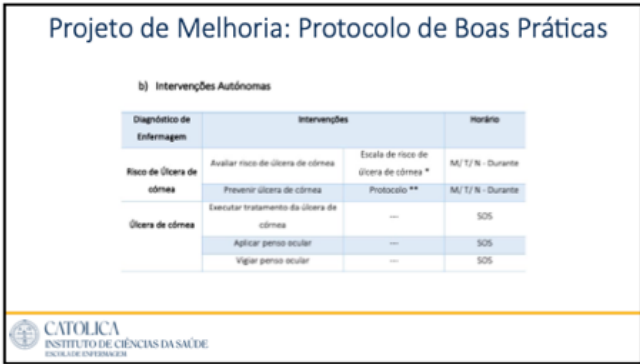 Projeto de Melhoria: Protocolo de Boas Práticas
b) Intervenções Autónomas
Diagnóstico de Enfermagem Intervenções Horário
Risco de Úlcera de córnea
Avaliar risco de úlcera de córnea Escala de risco de úlcera de córnea * M/ T/ N - Durante
Prevenir úlcera de córnea Protocolo ** M/ T/ N - Durante
Úlcera de córnea
Executar tratamento da úlcera de córnea --- SOS
Aplicar penso ocular --- SOS
Vigiar penso ocular --- SOS
CATOLICA
INSTITUTO DE CIÊNCIAS DA SAÚDE
ESCOLA DE ENFERMAGEM